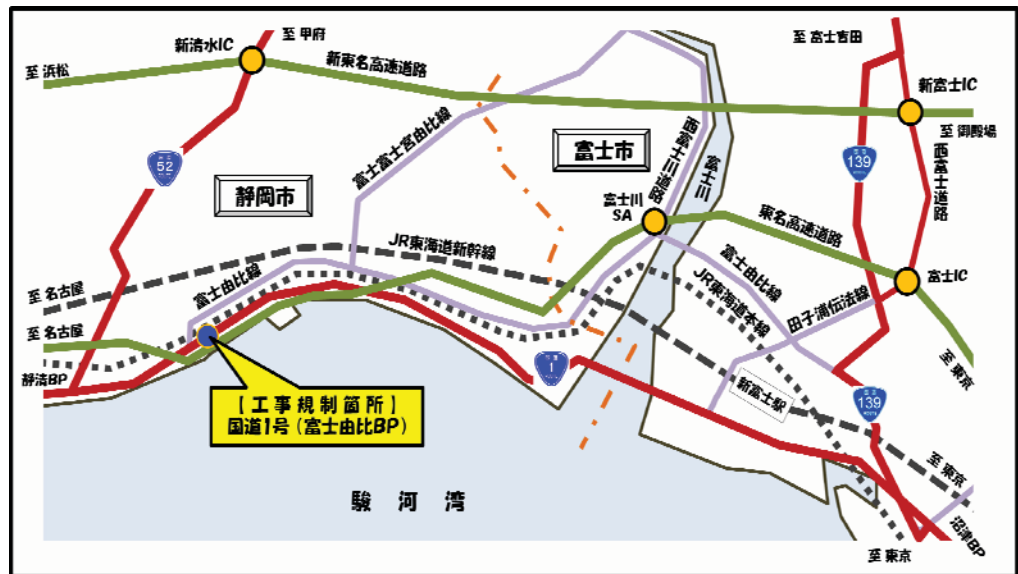 至 甲府
新清水IC
至 浜松
新東名高速道路
至 富士吉田
新富士IC
至 御殿場
52
静岡市
富士富宮由比線
富士市
西富士川道路
富士川
139
西富士道路
富士川
SA
東名高速道路
JR東海道新幹線
富士由比線
富士由比線
JR東海道本線
田子浦伝法線
富士IC
至 名古屋
至 名古屋
静清BP
至 東京
1
新富士駅
139
【工事規制箇所】
国道1号(富士由比BP)
駿河湾
至 東京
沼津BP
至 東京